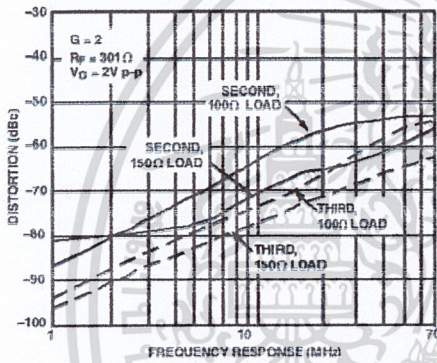 G = 2
RF = 301Ω
VO = 2V p-p
SECOND,
100Ω LOAD
SECOND,
150Ω LOAD
THIRD,
100Ω LOAD
THIRD,
150Ω LOAD
DISTORTION (dBc)
-30
-40
-50
-60
-70
-80
-90
-100
1
10
70
FREQUENCY RESPONSE (MHz)